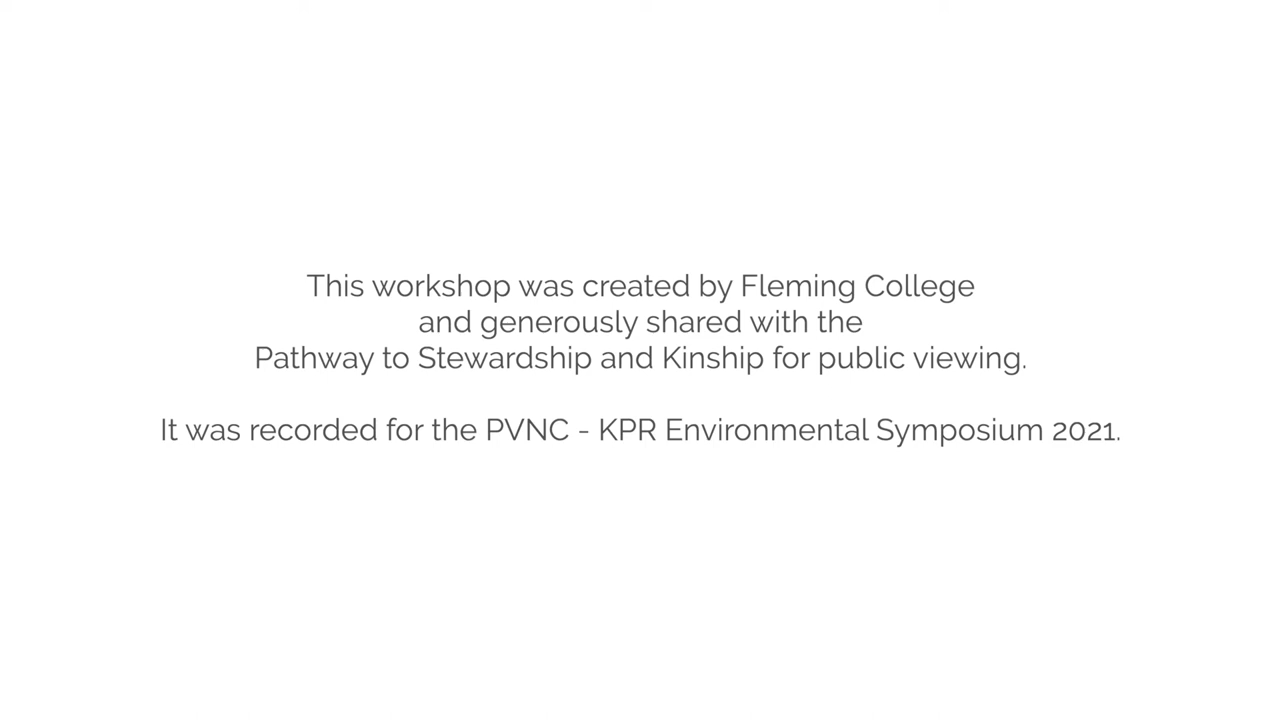 This workshop was created by Fleming College
and generously shared with the
Pathway to Stewardship and Kinship for public viewing.
It was recorded for the PVNC - KPR Environmental Symposium 2021.